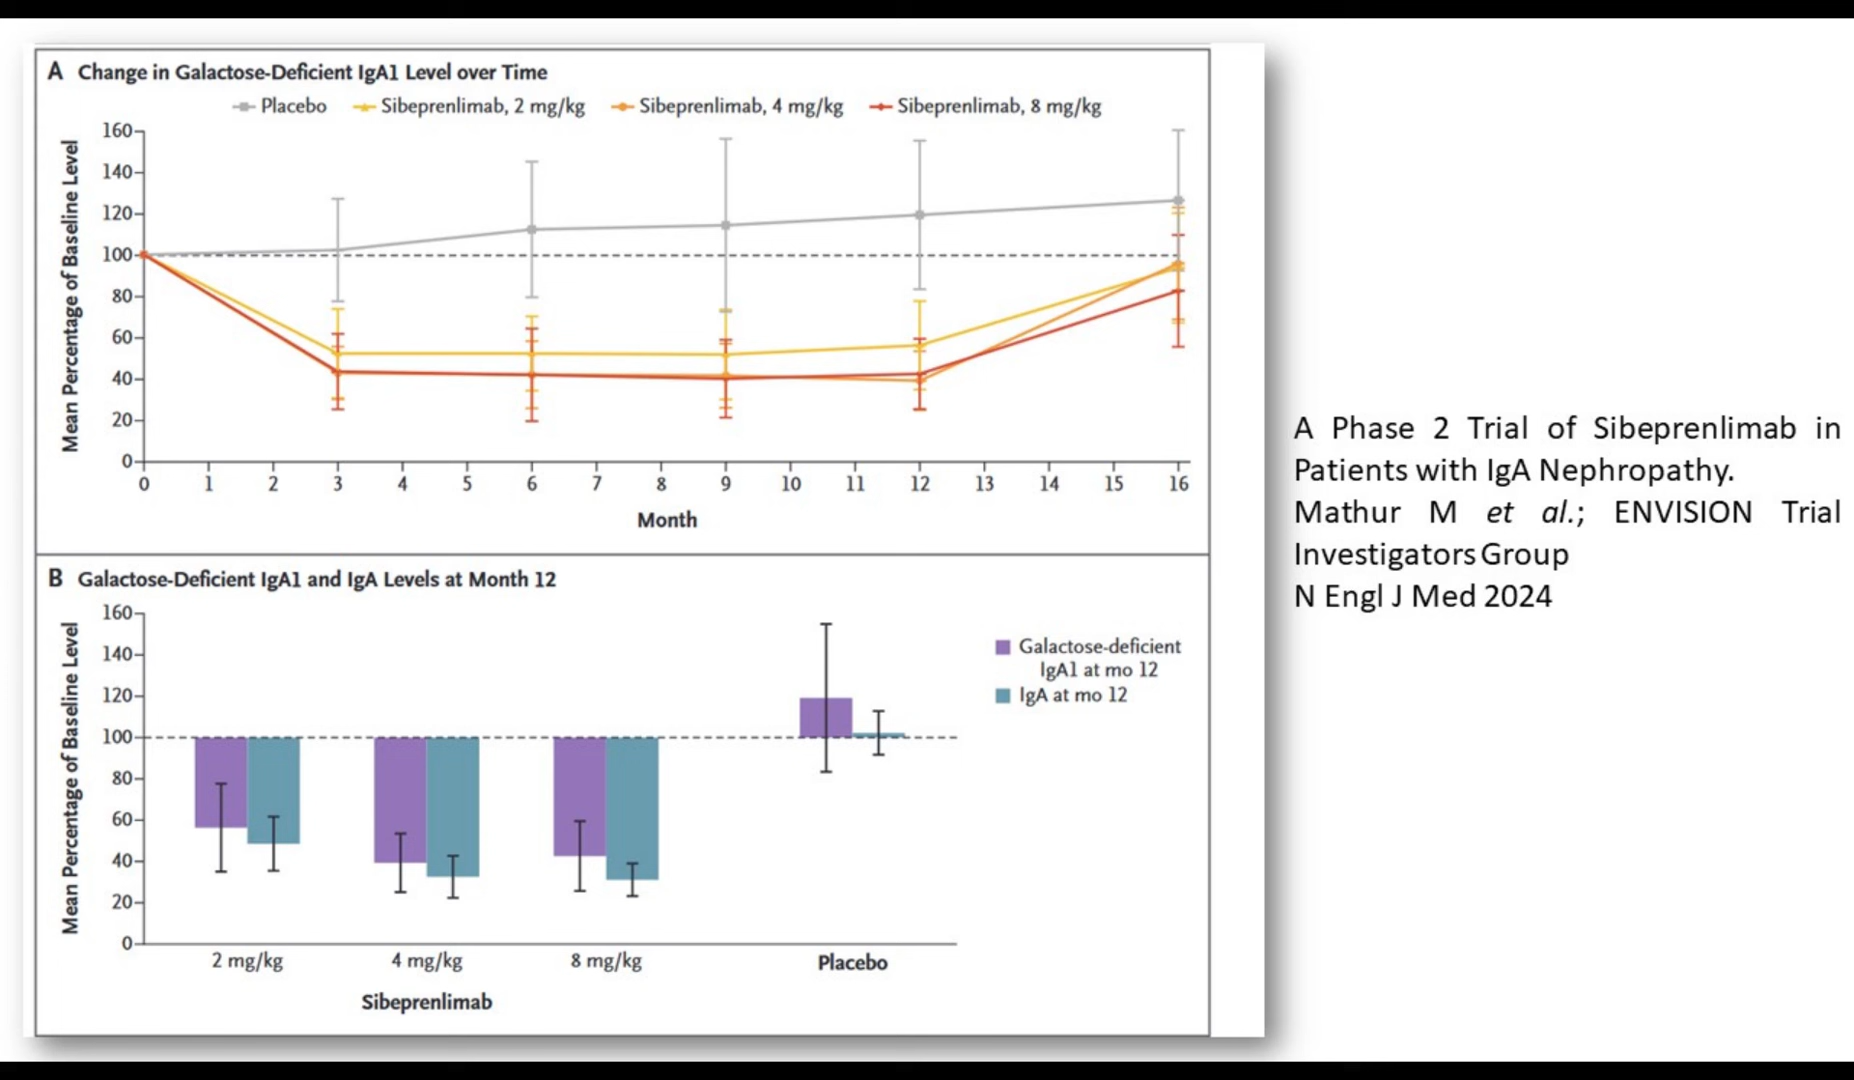 A Change in Galactose-Deficient IgA1 Level over Time
Placebo Sibeprenlimab, 2 mg/kg Sibeprenlimab, 4 mg/kg Sibeprenlimab, 8 mg/kg
Mean Percentage of Baseline Level
160
140
120
100
80
60
40
20
0
0 1 2 3 4 5 6 7 8 9 10 11 12 13 14 15 16
Month
B Galactose-Deficient IgA1 and IgA Levels at Month 12
Mean Percentage of Baseline Level
160
140
120
100
80
60
40
20
0
Galactose-deficient
IgA1 at mo 12
IgA at mo 12
2 mg/kg 4 mg/kg 8 mg/kg Placebo
Sibeprenlimab
A Phase 2 Trial of Sibeprenlimab in
Patients with IgA Nephropathy.
Mathur M et al.; ENVISION Trial
Investigators Group
N Engl J Med 2024